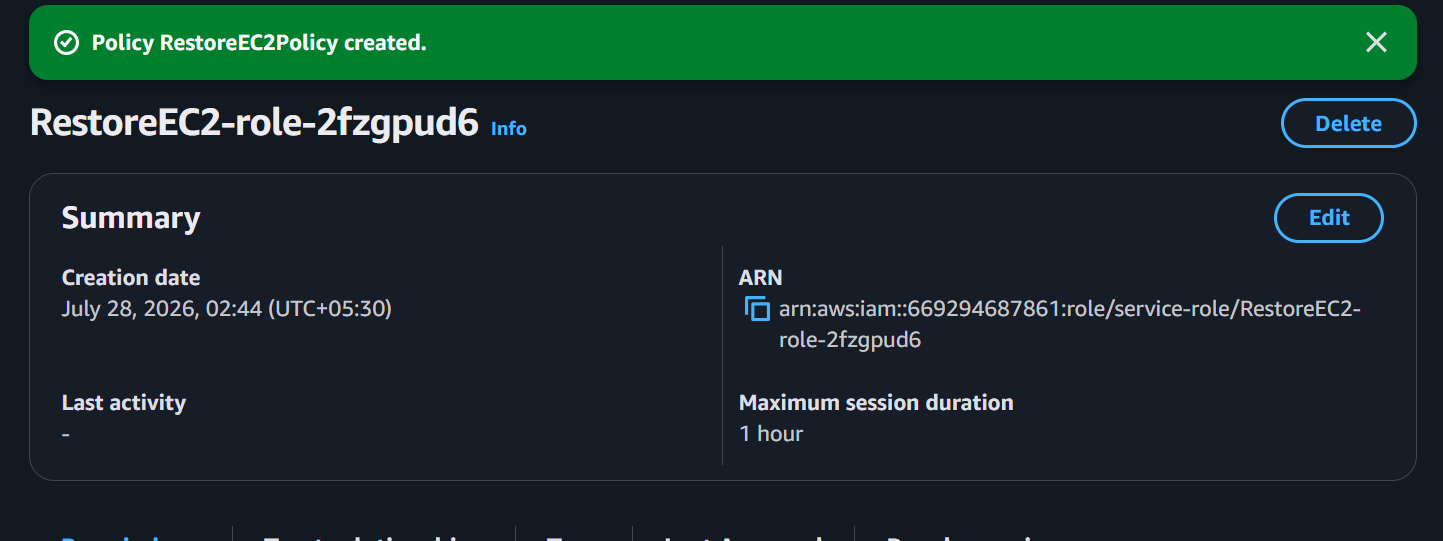 Policy RestoreEC2Policy created.
RestoreEC2-role-2fzgpud6 Info
Delete
Summary
Edit
Creation date
July 28, 2026, 02:44 (UTC+05:30)
ARN
arn:aws:iam::669294687861:role/service-role/RestoreEC2-
role-2fzgpud6
Last activity
-
Maximum session duration
1 hour